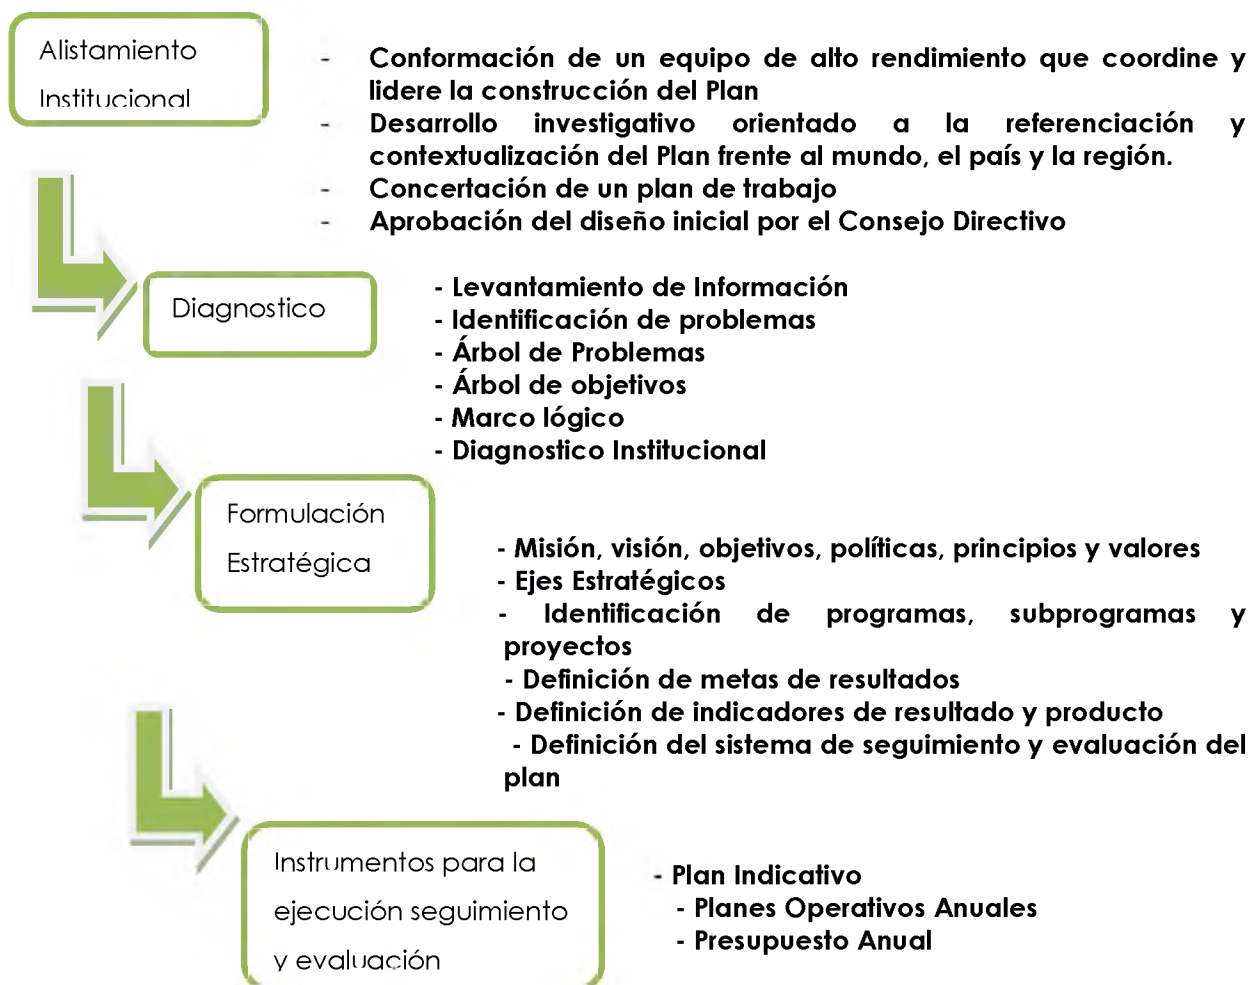 Alistamiento
Institucional
- Conformación de un equipo de alto rendimiento que coordine y
lidere la construcción del Plan
- Desarrollo investigativo orientado a la referenciación y
contextualización del Plan frente al mundo, el país y la región.
- Concertación de un plan de trabajo
- Aprobación del diseño inicial por el Consejo Directivo
Diagnostico
- Levantamiento de Información
- Identificación de problemas
- Árbol de Problemas
- Árbol de objetivos
- Marco lógico
- Diagnostico Institucional
Formulación
Estratégica
- Misión, visión, objetivos, políticas, principios y valores
- Ejes Estratégicos
- Identificación de programas, subprogramas y
proyectos
- Definición de metas de resultados
- Definición de indicadores de resultado y producto
- Definición del sistema de seguimiento y evaluación del
plan
Instrumentos para la
ejecución seguimiento
y evaluación
- Plan Indicativo
- Planes Operativos Anuales
- Presupuesto Anual